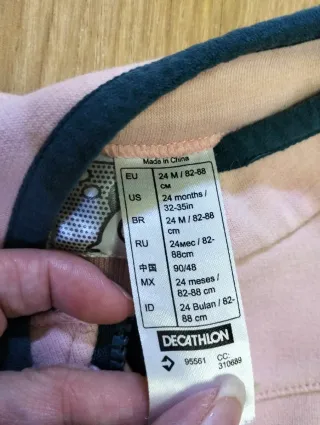 Made in China
EU 24 M / 82-88
CM
US 24 months /
32-35in
BR 24 M / 82-88
cm
RU 24мес / 82-
88cm
中国 90/48
MX 24 meses /
82-88 cm
ID 24 Bulan / 82-
88 cm
DECATHLON
95561 CC:
310689